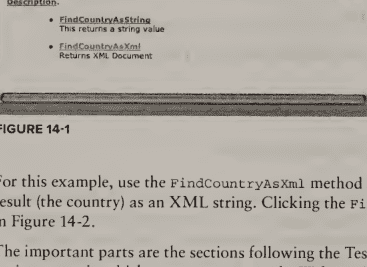 Description.
FindCountryAsString
This returns a string value
FindCountryAsXml
Returns XML Document
FIGURE 14-1
For this example, use the FindCountryAsXml method
result (the country) as an XML string. Clicking the Fi
n Figure 14-2.
The important parts are the sections following the Tes